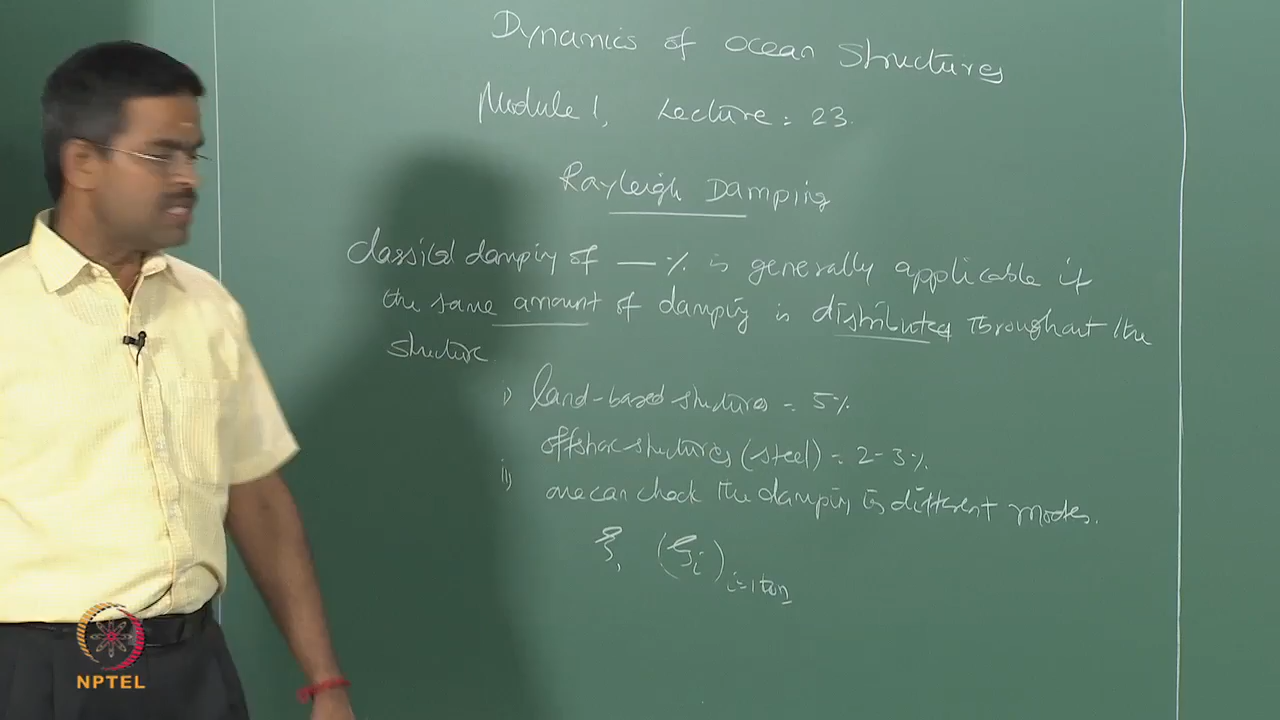 Dynamics of Ocean Structures
Module 1, Lecture: 23.
Rayleigh Damping
Classical damping of — % is generally applicable if
the same amount of damping is distributed throughout the
structure.
i) land-based structures = 5%
offshore structures (steel) = 2-3%
ii) one can check the damping in different modes.
ξ, (ξi) i=1 to n
NPTEL